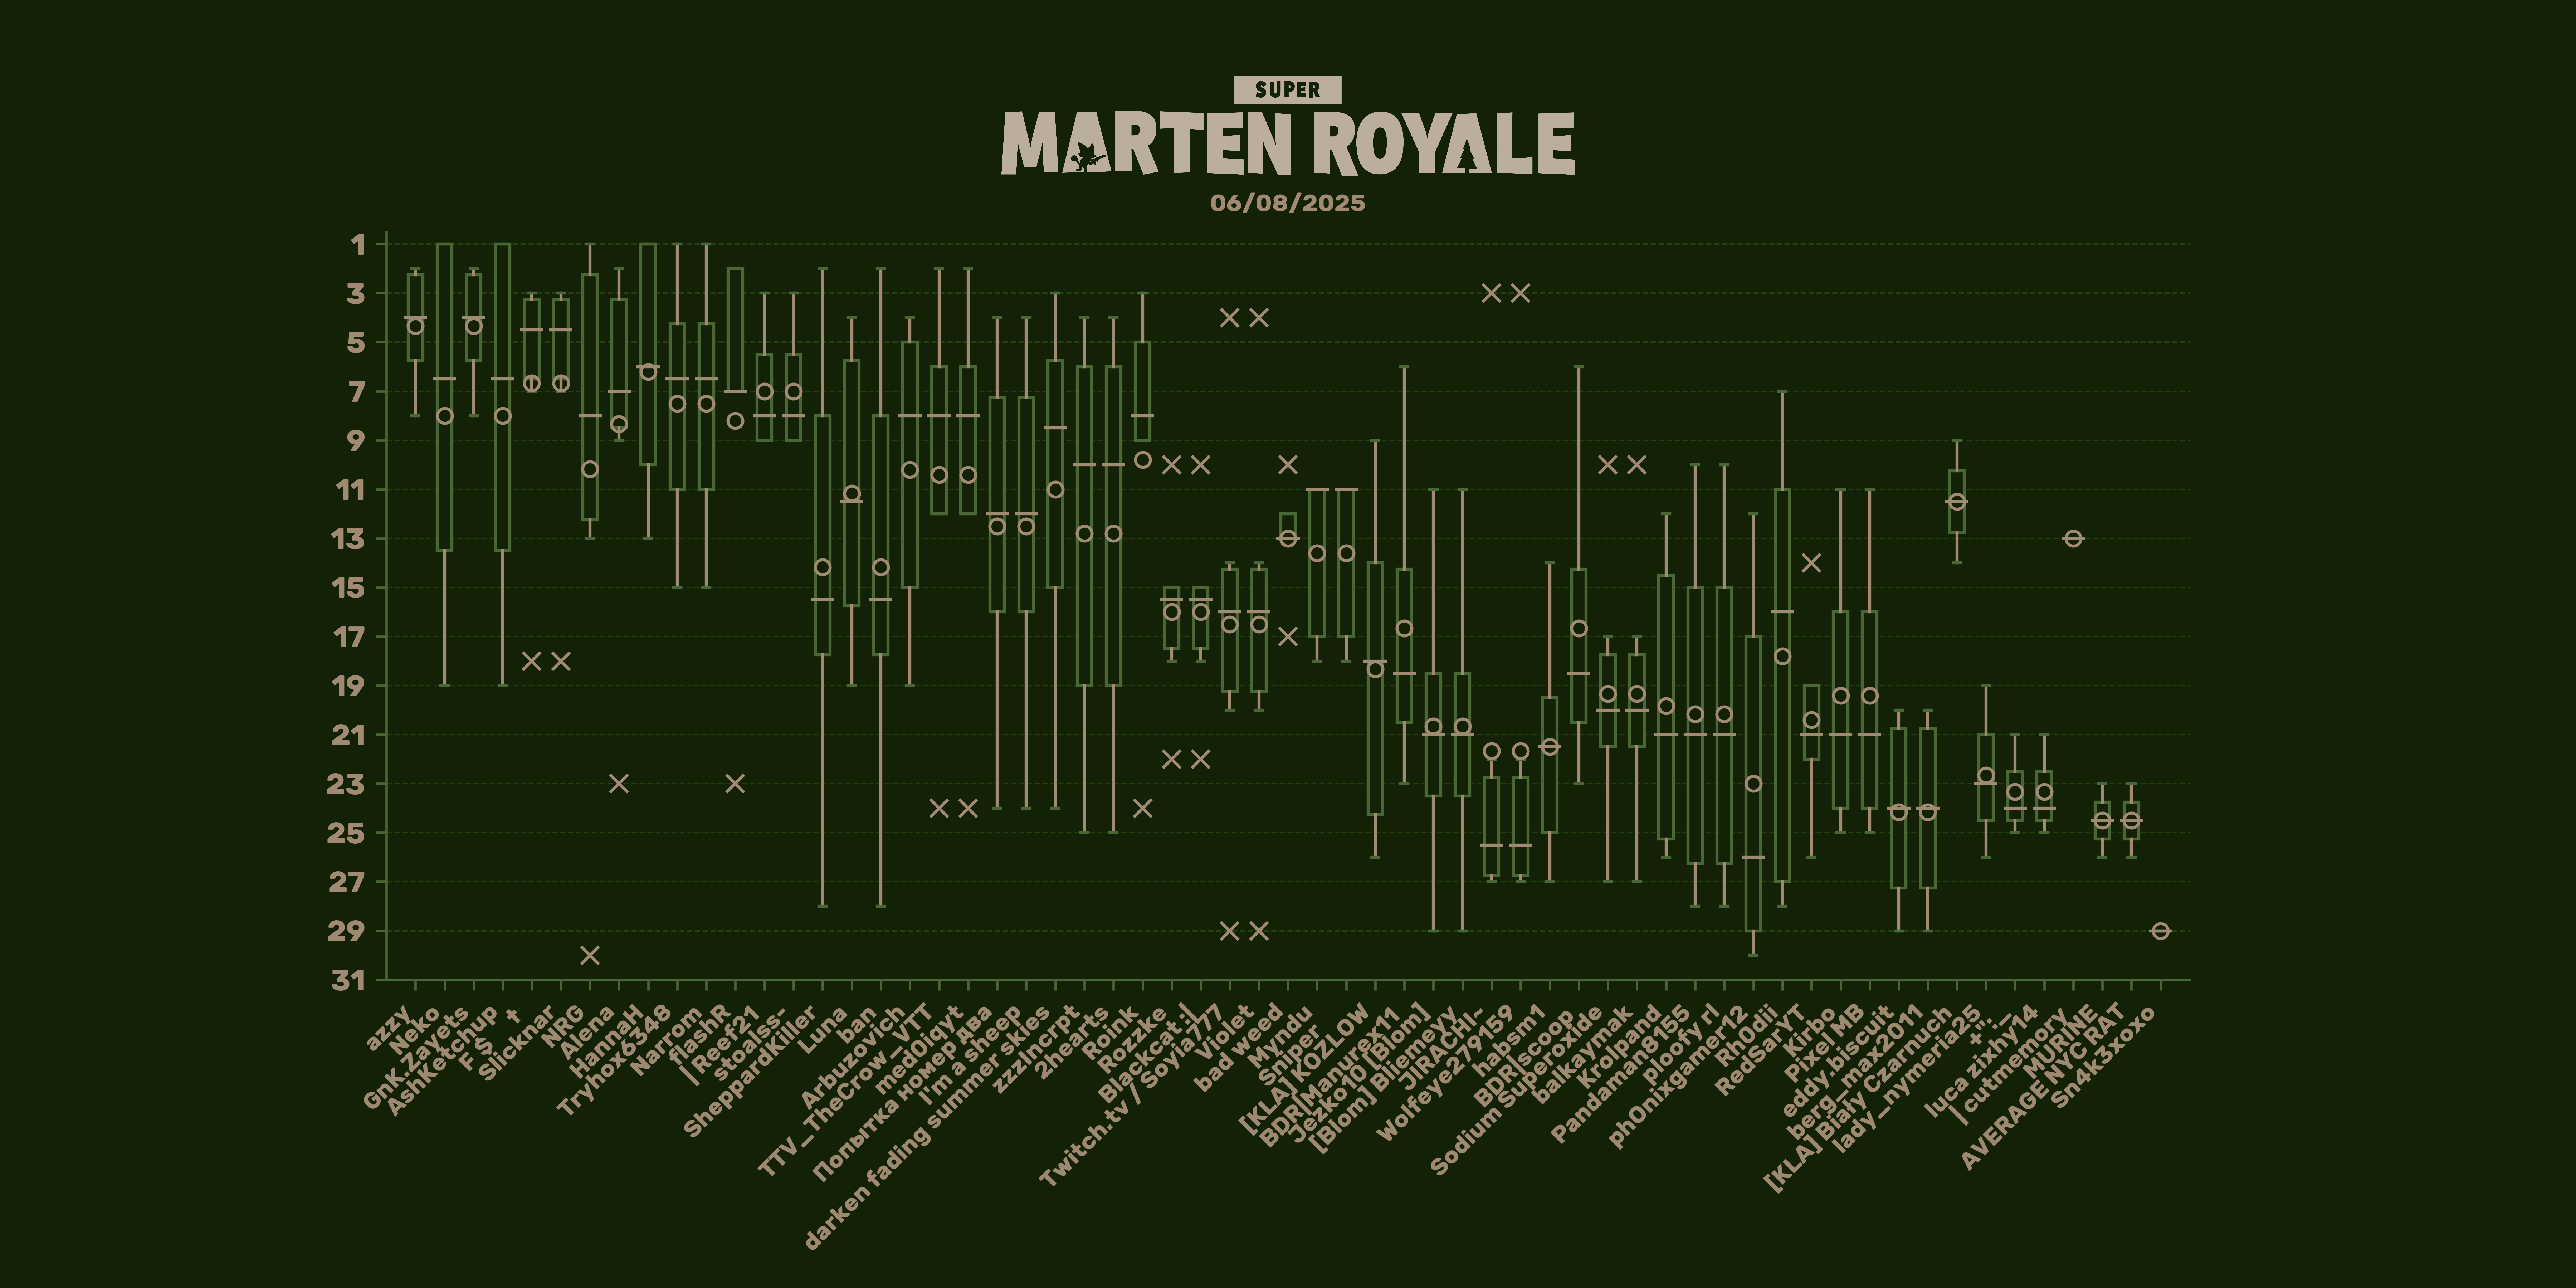 SUPER
MARTEN ROYALE
06/08/2025
1
3
5
7
9
11
13
15
17
19
21
23
25
27
29
31
azzy
Neko
GnK.Zayets
AshKetchup
F $ †
Slicknar
NRG
Alena
HannaH
Tryhox6348
Narrom
flashR
| Reef21
stoalss-
SheppardKiller
Luna
ban
Arbuzovich
TTV_TheCrow_VTT
med0iqyt
Попытка номер два
I'm a sheep
darken fading summer skies
zzzIncrpt
2hearts
Roink
Rozzke
Blackcat:]
Twitch.tv / Soyia777
Violet
bad weed
Myndu
Sniper
[KLA] KOZLOW
BDR|Manurex11
Jezko10 [Blom]
[Blom] Bliemeyy
JIRACHI~
Wolfeye279159
habsm1
BDR|scoop
Sodium Superoxide
balkaymak
Krolpand
Pandaman8155
ploofy rl
ph0nixgamer12
Rh0dii
RedSaiYT
Kirbo
Pixel MB
eddy.biscuit
berg_max2011
[KLA] Biały Czarnuch
lady_nymeria25
luca zixhy14
| cutmemory
MURINE
AVERAGE NYC RAT
Sn4k3xoxo